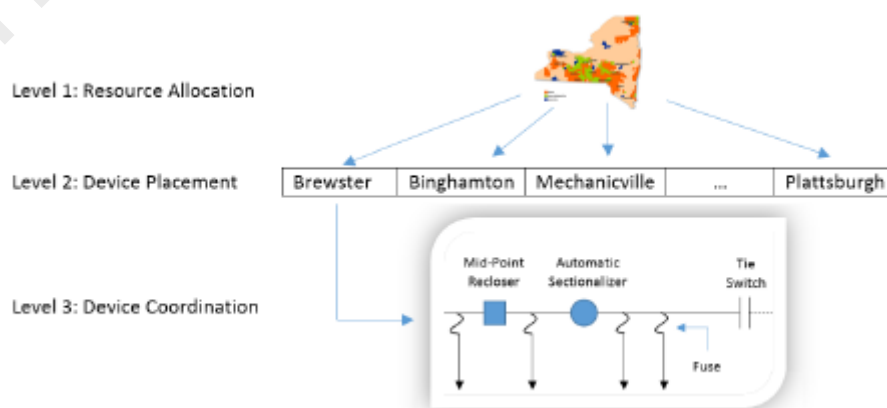 Level 1: Resource Allocation
Level 2: Device Placement
Brewster
Binghamton
Mechanicville
...
Plattsburgh
Level 3: Device Coordination
Mid-Point
Recloser
Automatic
Sectionalizer
Tie
Switch
Fuse